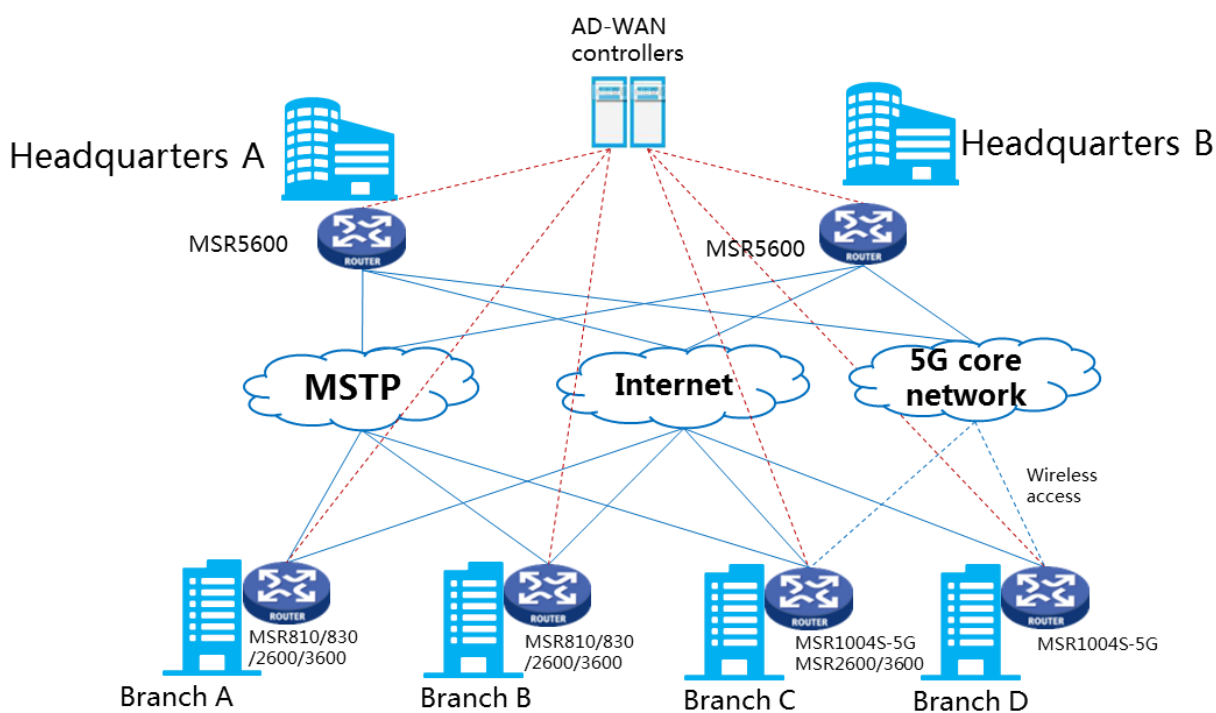 AD-WAN
controllers
Headquarters A
Headquarters B
MSR5600
ROUTER
MSR5600
ROUTER
MSTP
Internet
5G core
network
Wireless
access
ROUTER
MSR810/830
/2600/3600
Branch A
ROUTER
MSR810/830
/2600/3600
Branch B
ROUTER
MSR1004S-5G
MSR2600/3600
Branch C
ROUTER
MSR1004S-5G
Branch D